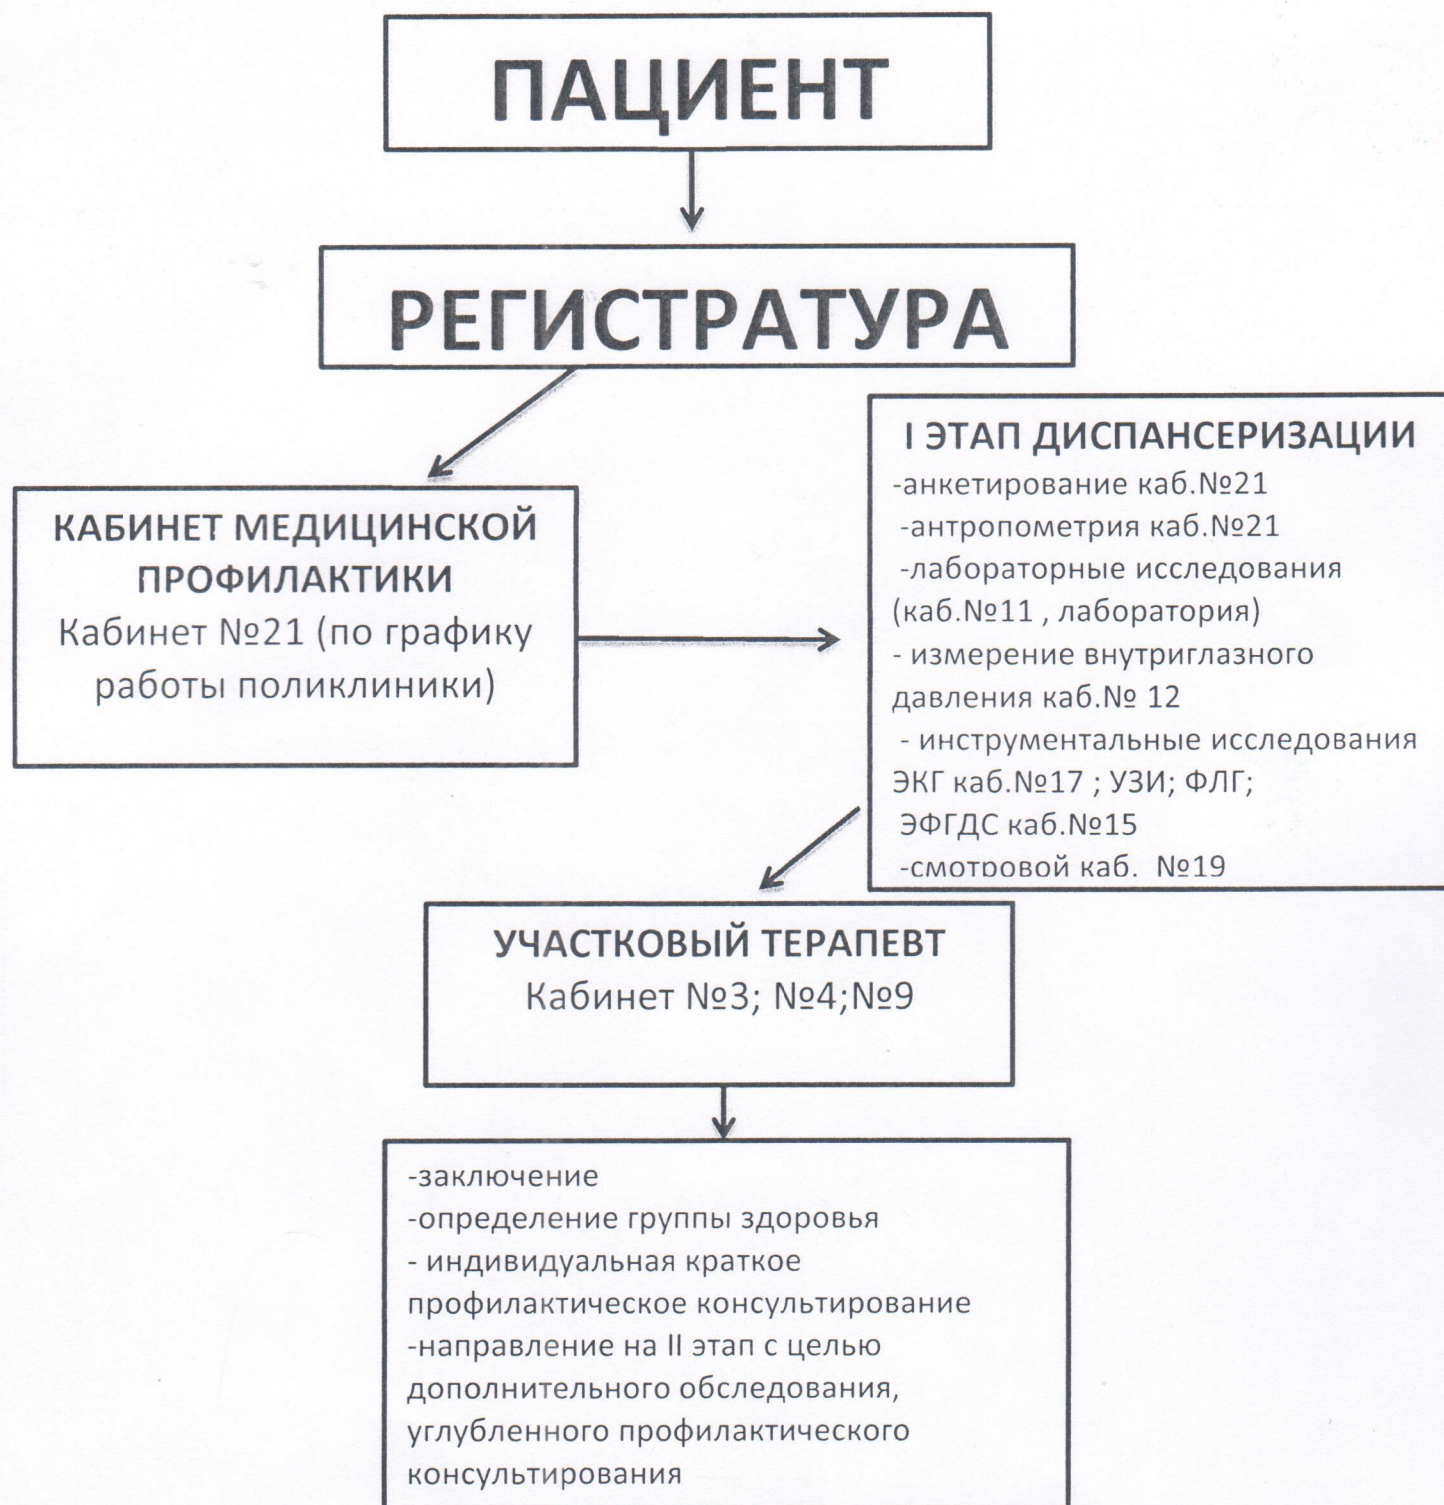 ПАЦИЕНТ
РЕГИСТРАТУРА
КАБИНЕТ МЕДИЦИНСКОЙ
ПРОФИЛАКТИКИ
Кабинет №21 (по графику
работы поликлиники)
I ЭТАП ДИСПАНСЕРИЗАЦИИ
-анкетирование каб.№21
-антропометрия каб.№21
-лабораторные исследования
(каб.№11 , лаборатория)
- измерение внутриглазного
давления каб.№ 12
- инструментальные исследования
ЭКГ каб.№17 ; УЗИ; ФЛГ;
ЭФГДС каб.№15
-смотровой каб. №19
УЧАСТКОВЫЙ ТЕРАПЕВТ
Кабинет №3; №4;№9
-заключение
-определение группы здоровья
- индивидуальная краткое
профилактическое консультирование
-направление на II этап с целью
дополнительного обследования,
углубленного профилактического
консультирования